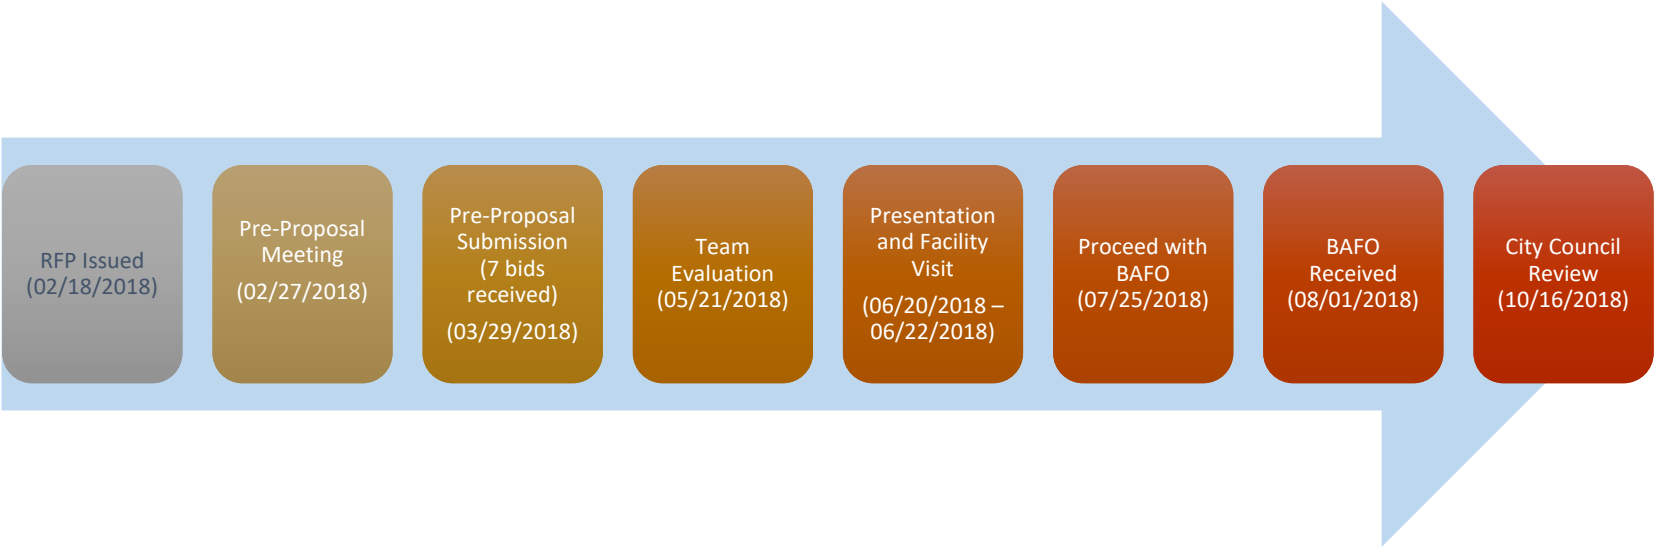 RFP Issued
(02/18/2018)
Pre-Proposal
Meeting
(02/27/2018)
Pre-Proposal
Submission
(7 bids
received)
(03/29/2018)
Team
Evaluation
(05/21/2018)
Presentation
and Facility
Visit
(06/20/2018 –
06/22/2018)
Proceed with
BAFO
(07/25/2018)
BAFO
Received
(08/01/2018)
City Council
Review
(10/16/2018)